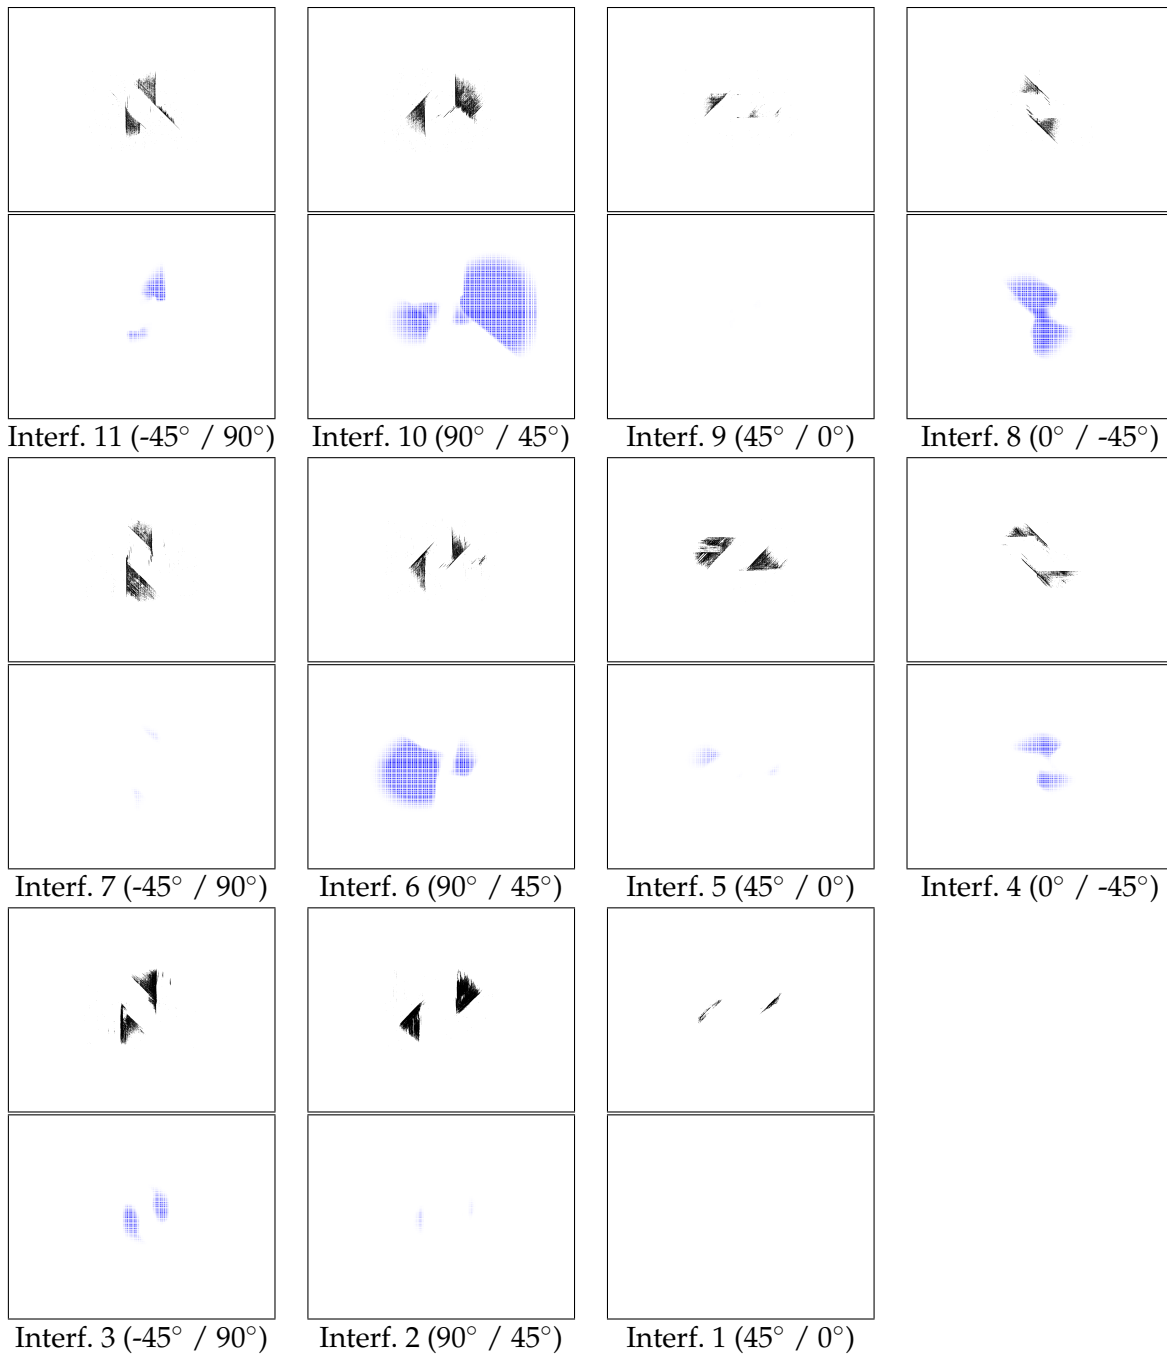 Interf. 11 (-45° / 90°) Interf. 10 (90° / 45°) Interf. 9 (45° / 0°) Interf. 8 (0° / -45°)
Interf. 7 (-45° / 90°) Interf. 6 (90° / 45°) Interf. 5 (45° / 0°) Interf. 4 (0° / -45°)
Interf. 3 (-45° / 90°) Interf. 2 (90° / 45°) Interf. 1 (45° / 0°)